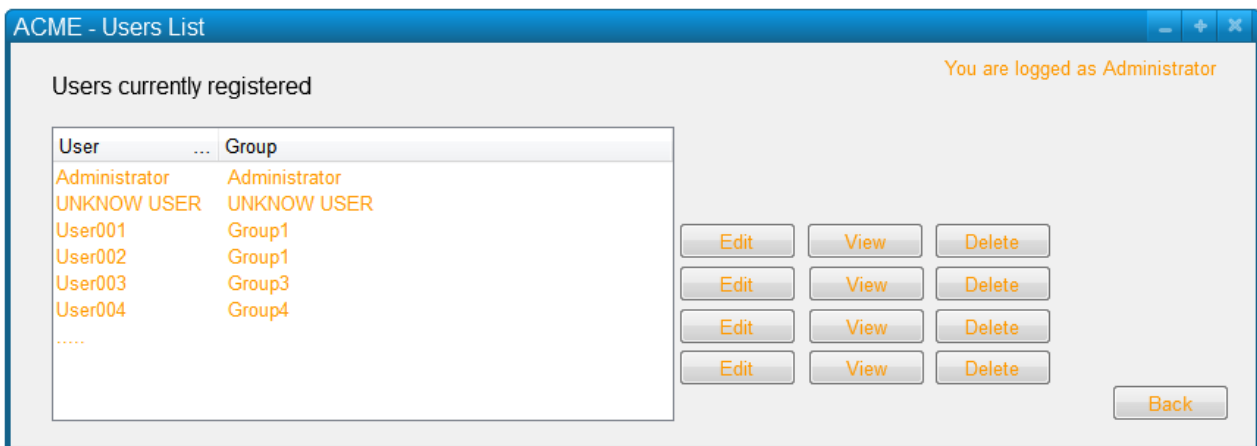 ACME - Users List
You are logged as Administrator
Users currently registered
User ... Group
Administrator Administrator
UNKNOW USER UNKNOW USER
User001 Group1
Edit View Delete
User002 Group1
User003 Group3
Edit View Delete
User004 Group4
Edit View Delete
.....
Edit View Delete
Back